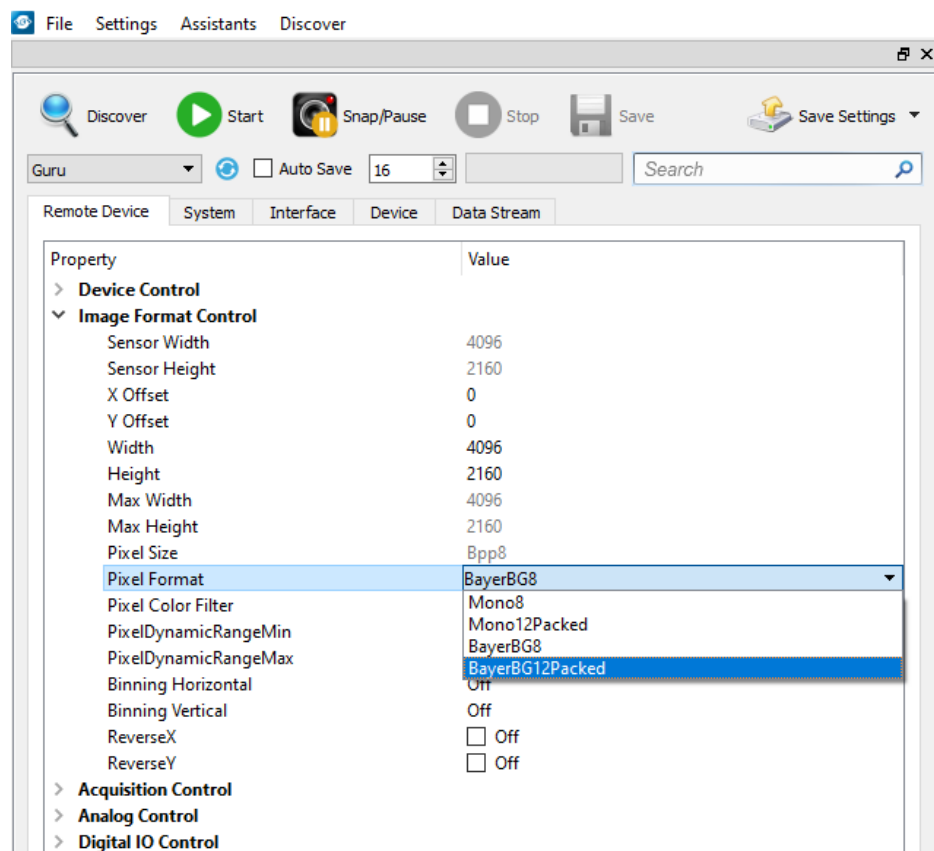 File Settings Assistants Discover
Discover Start Snap/Pause Stop Save Save Settings
Guru Auto Save 16 Search
Remote Device System Interface Device Data Stream
Property Value
Device Control
Image Format Control
Sensor Width 4096
Sensor Height 2160
X Offset 0
Y Offset 0
Width 4096
Height 2160
Max Width 4096
Max Height 2160
Pixel Size Bpp8
Pixel Format BayerBG8
Pixel Color Filter Mono8
PixelDynamicRangeMin Mono12Packed
BayerBG8
PixelDynamicRangeMax BayerBG12Packed
Binning Horizontal Off
Binning Vertical Off
ReverseX Off
ReverseY Off
Acquisition Control
Analog Control
Digital IO Control